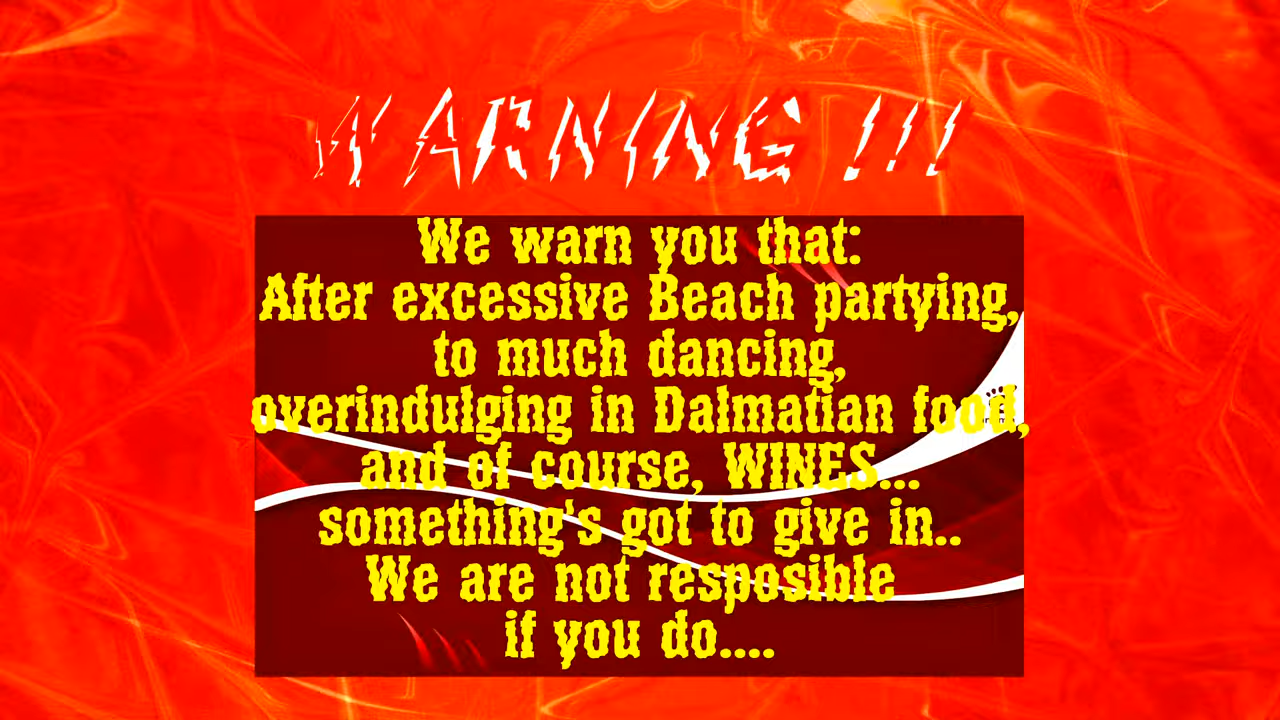 WARNING !!!
We warn you that:
After excessive Beach partying,
to much dancing,
overindulging in Dalmatian food,
and of course, WINES...
something's got to give in..
We are not resposible
if you do....